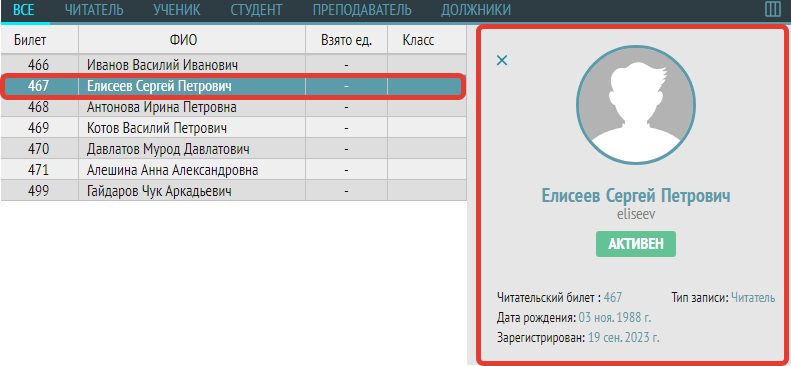 ВСЕ ЧИТАТЕЛЬ УЧЕНИК СТУДЕНТ ПРЕПОДАВАТЕЛЬ ДОЛЖНИКИ
Билет ФИО Взято ед. Класс
466 Иванов Василий Иванович -
467 Елисеев Сергей Петрович -
468 Антонова Ирина Петровна -
469 Котов Василий Петрович -
470 Давлатов Мурод Давлатович -
471 Алешина Анна Александровна -
499 Гайдаров Чук Аркадьевич -
Елисеев Сергей Петрович
eliseev
АКТИВЕН
Читательский билет : 467 Тип записи: Читатель
Дата рождения: 03 ноя. 1988 г.
Зарегистрирован: 19 сен. 2023 г.